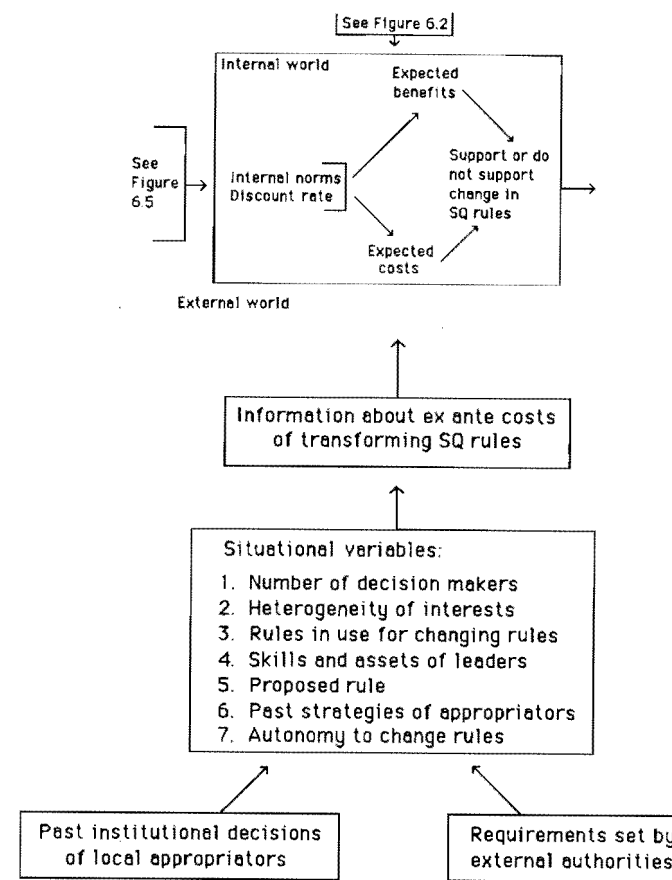 See Figure 6.2
Internal world
Expected
benefits
See
Figure
6.5
Internal norms
Discount rate
Support or do
not support
change in
SQ rules
Expected
costs
External world
Information about ex ante costs
of transforming SQ rules
Situational variables:
1. Number of decision makers
2. Heterogeneity of interests
3. Rules in use for changing rules
4. Skills and assets of leaders
5. Proposed rule
6. Past strategies of appropriators
7. Autonomy to change rules
Past institutional decisions
of local appropriators
Requirements set by
external authorities